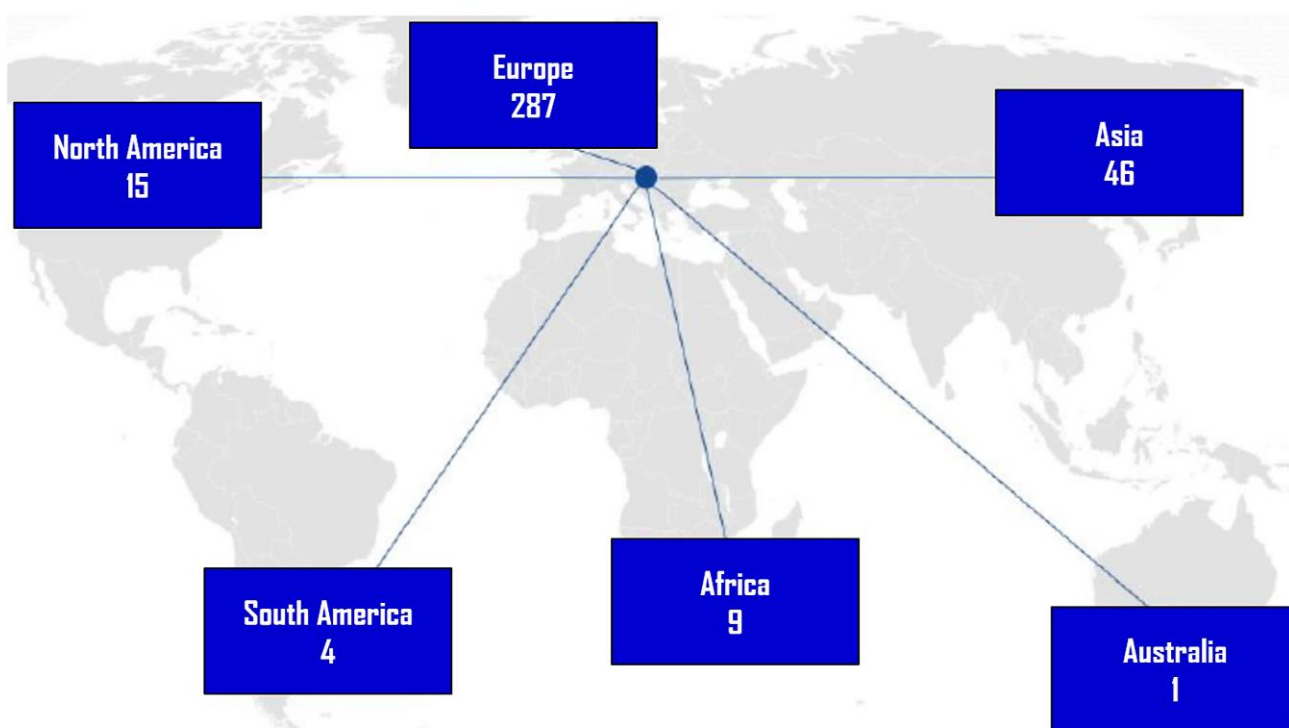 Europe
287
North America
15
Asia
46
South America
4
Africa
9
Australia
1